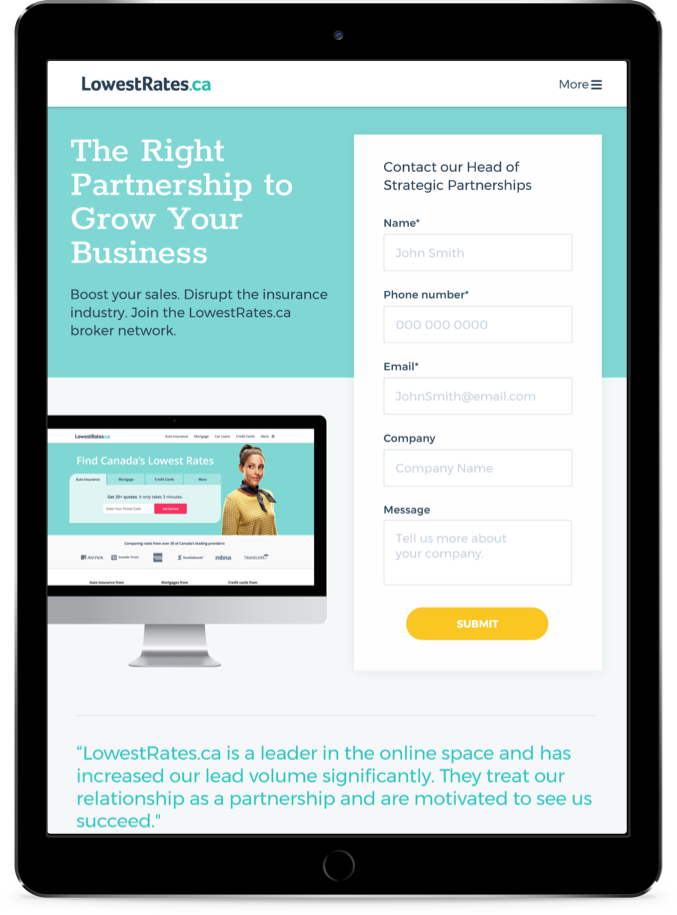 LowestRates.ca
More
The Right
Partnership to
Grow Your
Business
Boost your sales. Disrupt the insurance
industry. Join the LowestRates.ca
broker network.
Contact our Head of
Strategic Partnerships
Name*
John Smith
Phone number*
000 000 0000
Email*
JohnSmith@email.com
Company
Company Name
Message
Tell us more about
your company.
SUBMIT
LowestRates.ca
Auto Insurance Mortgage Car Loans Credit Cards More
Find Canada's Lowest Rates
Auto Insurance Mortgage Credit Cards More
Get 20+ quotes. It only takes 3 minutes.
Enter Your Postal Code
Comparing rates from over 30 of Canada's leading providers
AVIVA Scotiabank mbna TRAVELERS
Auto insurance from Mortgages from Credit cards from
“LowestRates.ca is a leader in the online space and has
increased our lead volume significantly. They treat our
relationship as a partnership and are motivated to see us
succeed."